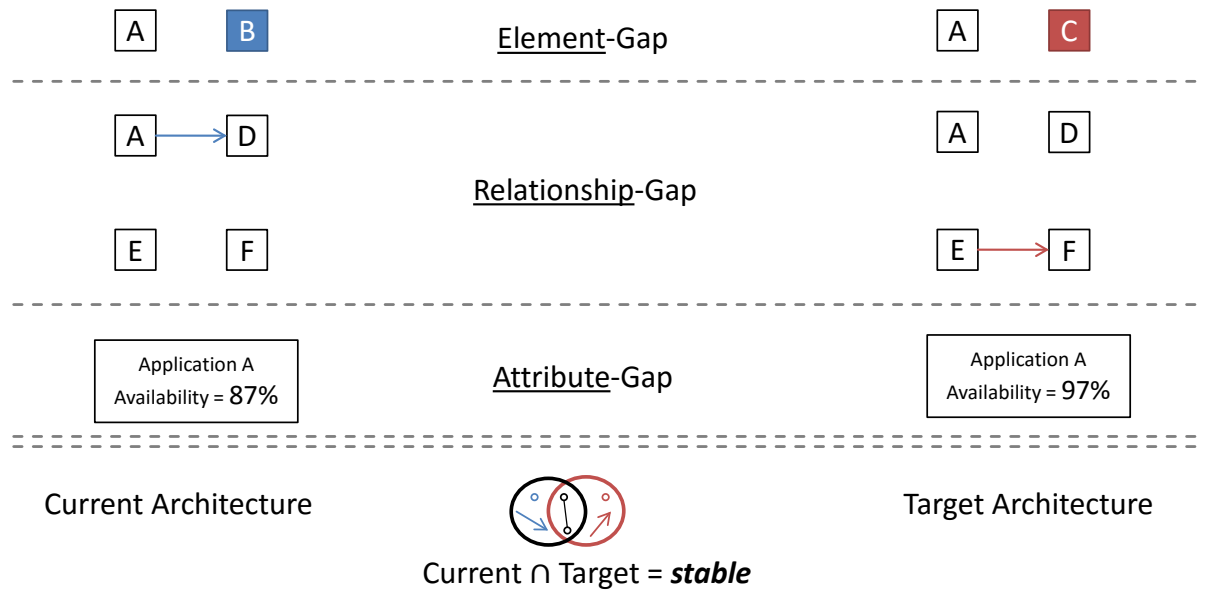 A B Element-Gap A C
A D A D
Relationship-Gap
E F E F
Application A
Availability = 87%
Attribute-Gap
Application A
Availability = 97%
Current Architecture Target Architecture
Current ∩ Target = stable